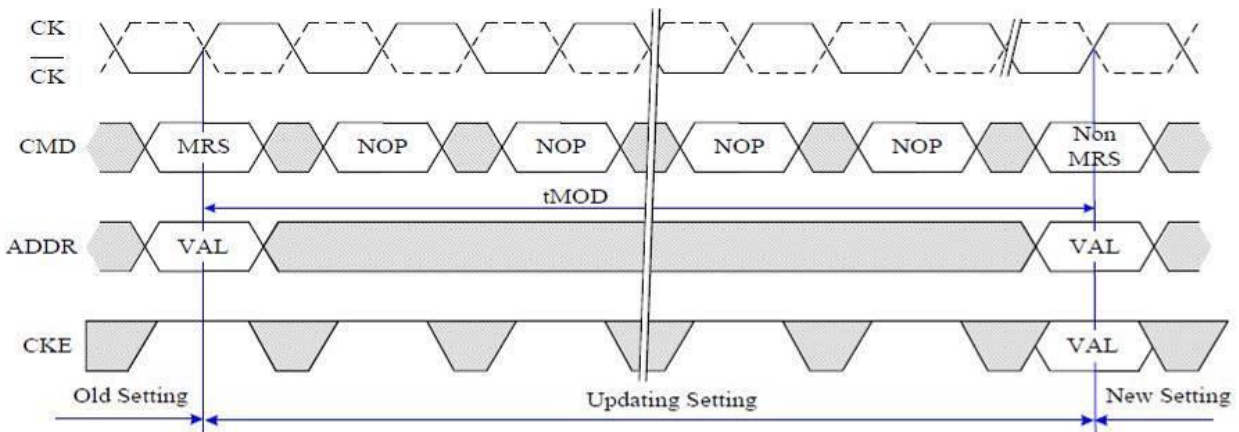 CK
CK
CMD MRS NOP NOP NOP NOP Non MRS
tMOD
ADDR VAL VAL
CKE VAL
Old Setting Updating Setting New Setting